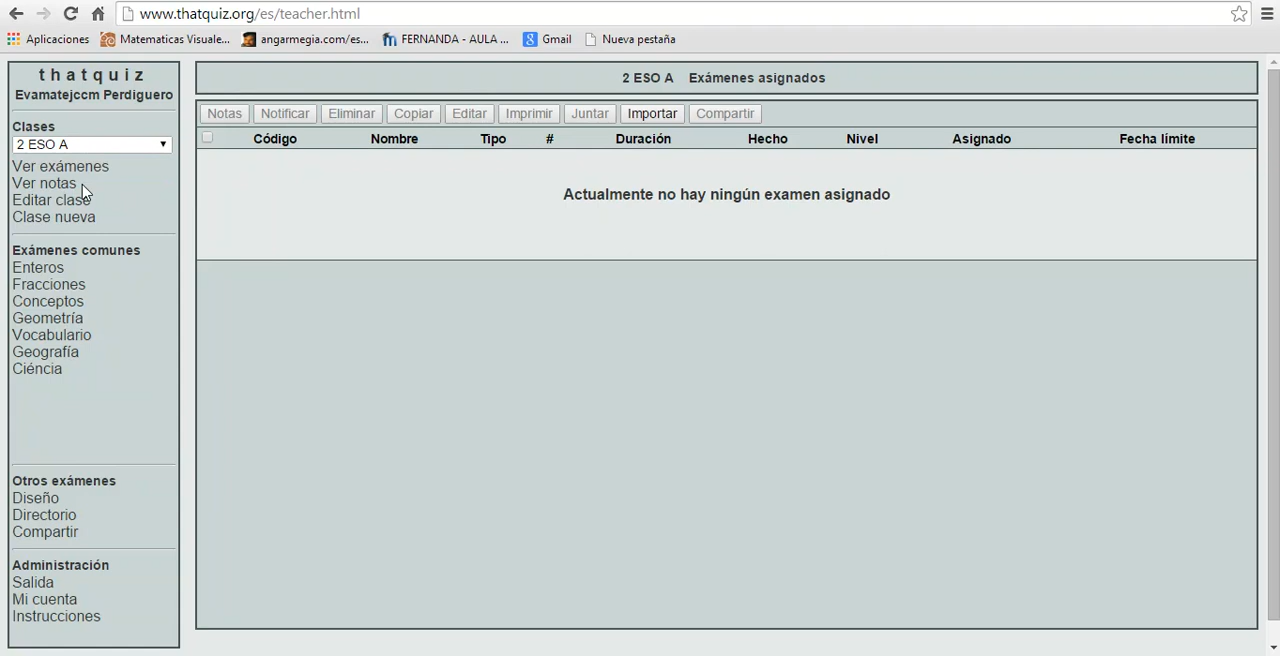 www.thatquiz.org/es/teacher.html
Aplicaciones Matematicas Visuale... angarmegia.com/es... FERNANDA - AULA ... Gmail Nueva pestaña
thatquiz
Evamatejccm Perdiguero
Clases
2 ESO A
Ver exámenes
Ver notas
Editar clase
Clase nueva
Exámenes comunes
Enteros
Fracciones
Conceptos
Geometría
Vocabulario
Geografía
Ciéncia
Otros exámenes
Diseño
Directorio
Compartir
Administración
Salida
Mi cuenta
Instrucciones
2 ESO A Exámenes asignados
Notas Notificar Eliminar Copiar Editar Imprimir Juntar Importar Compartir
Código Nombre Tipo # Duración Hecho Nivel Asignado Fecha límite
Actualmente no hay ningún examen asignado